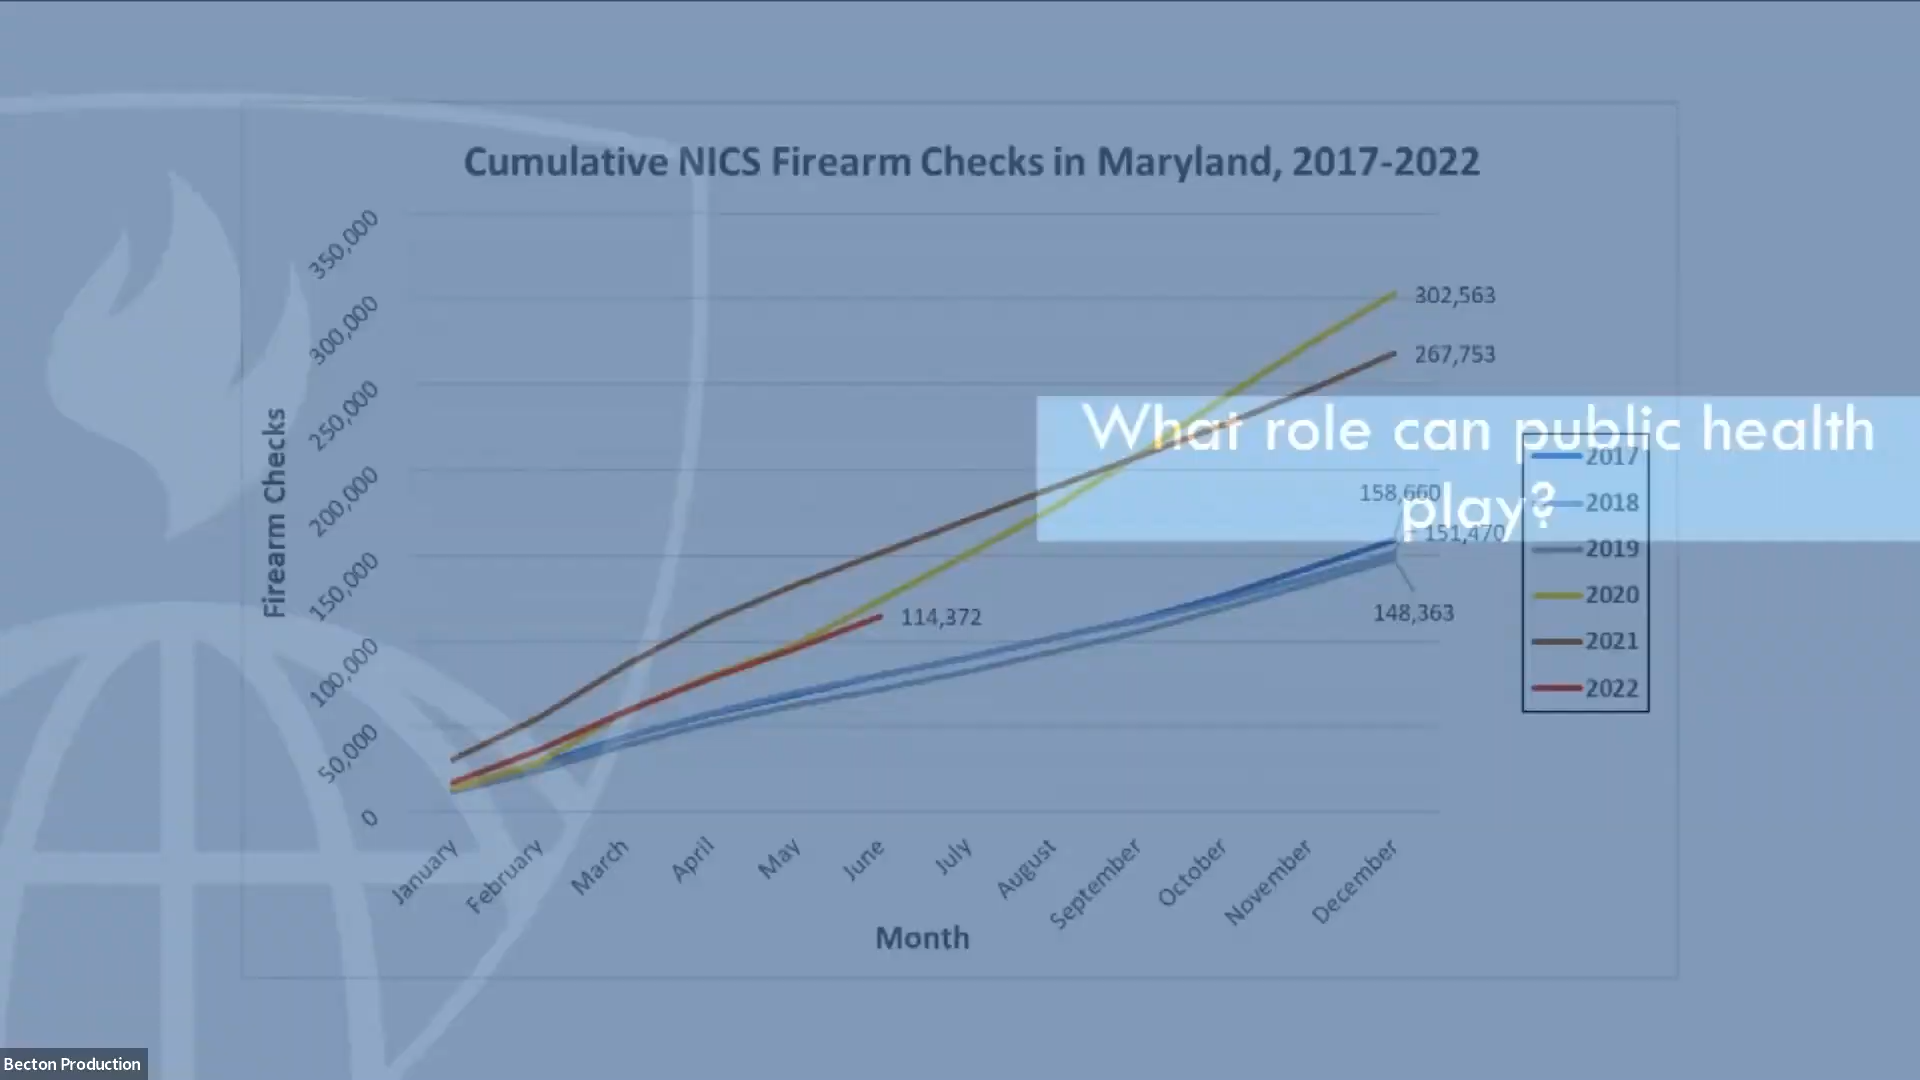 Cumulative NICS Firearm Checks in Maryland, 2017-2022
350,000
300,000
250,000
200,000
150,000
100,000
50,000
0
Firearm Checks
302,563
267,753
What role can public health
play?
158,660
151,470
148,363
114,372
2017
2018
2019
2020
2021
2022
January
February
March
April
May
June
July
August
September
October
November
December
Month
Becton Production